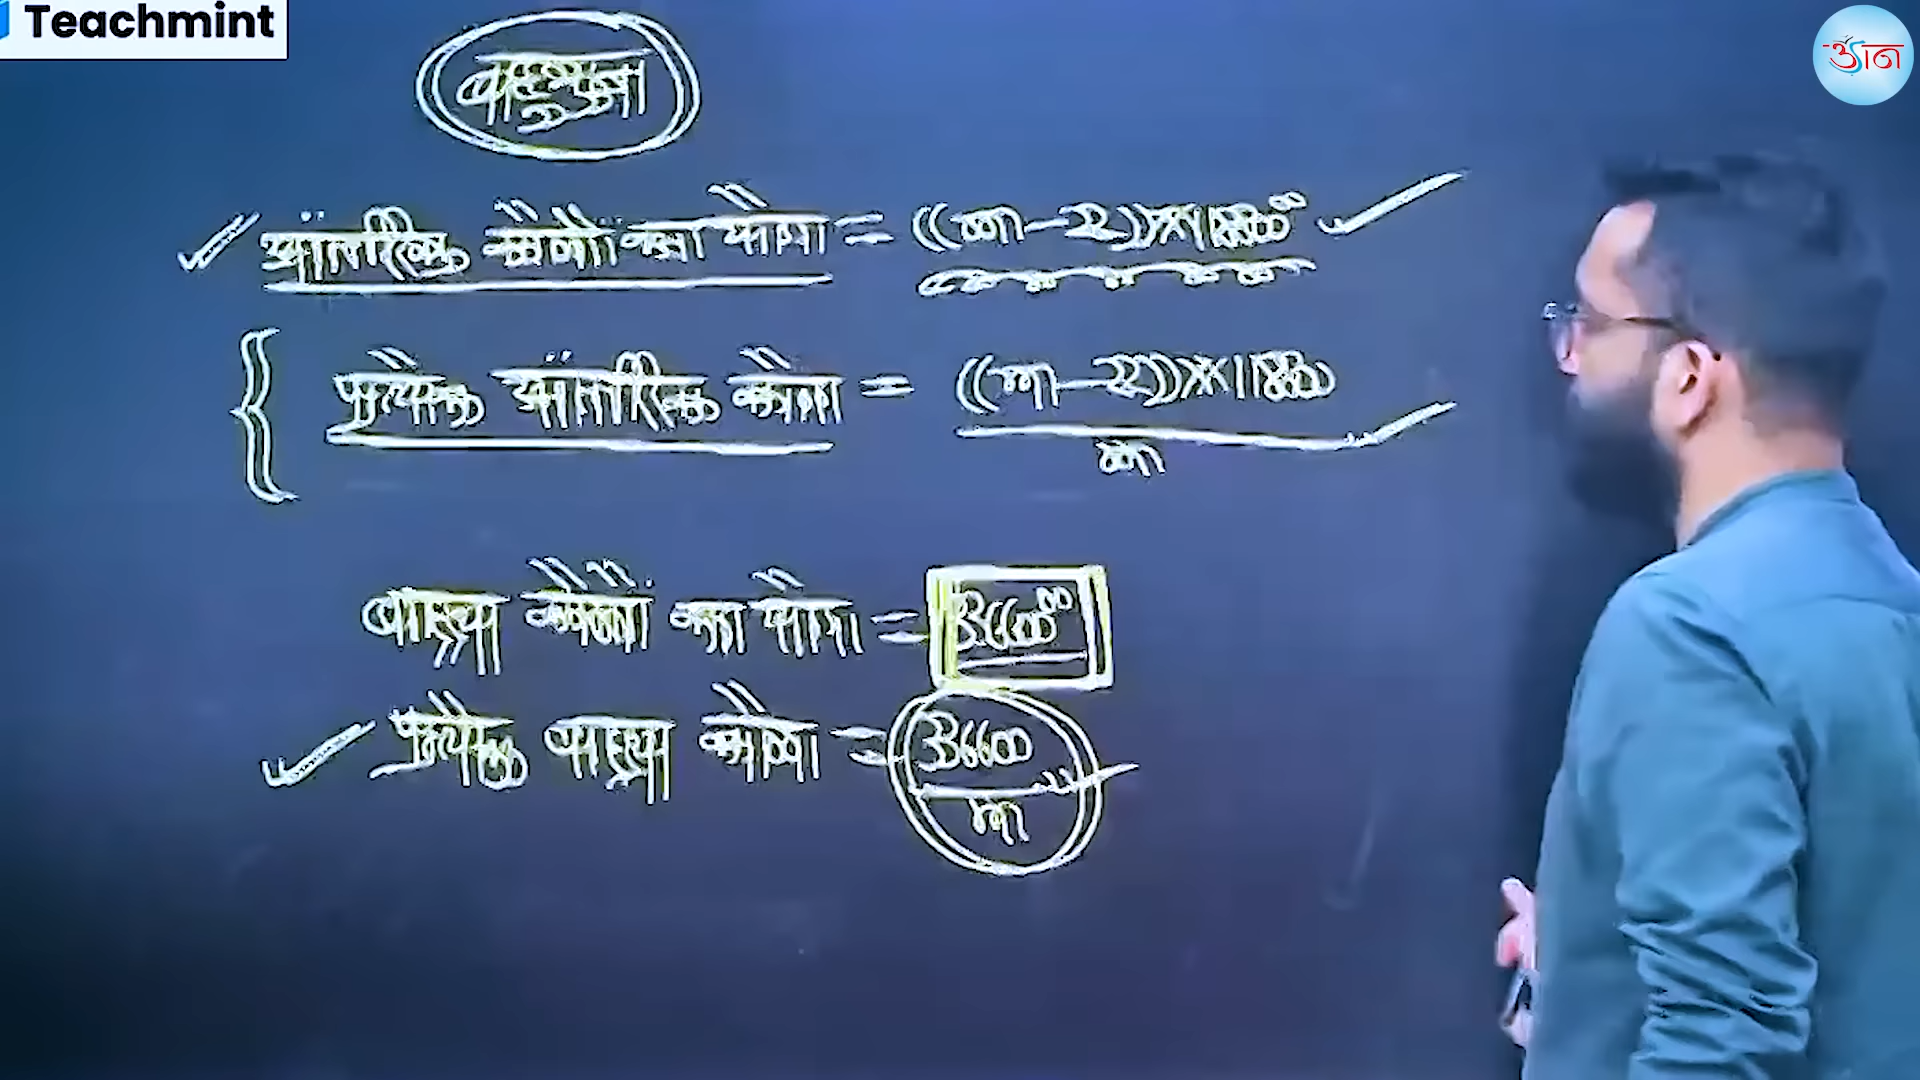 Teachmint
ज्ञान
बहुभुज
आंतरिक कोणों का योग = (n-2)×180°
प्रत्येक आंतरिक कोण = (n-2)×180
n
बाह्य कोणों का योग = 360°
प्रत्येक बाह्य कोण = 360
n